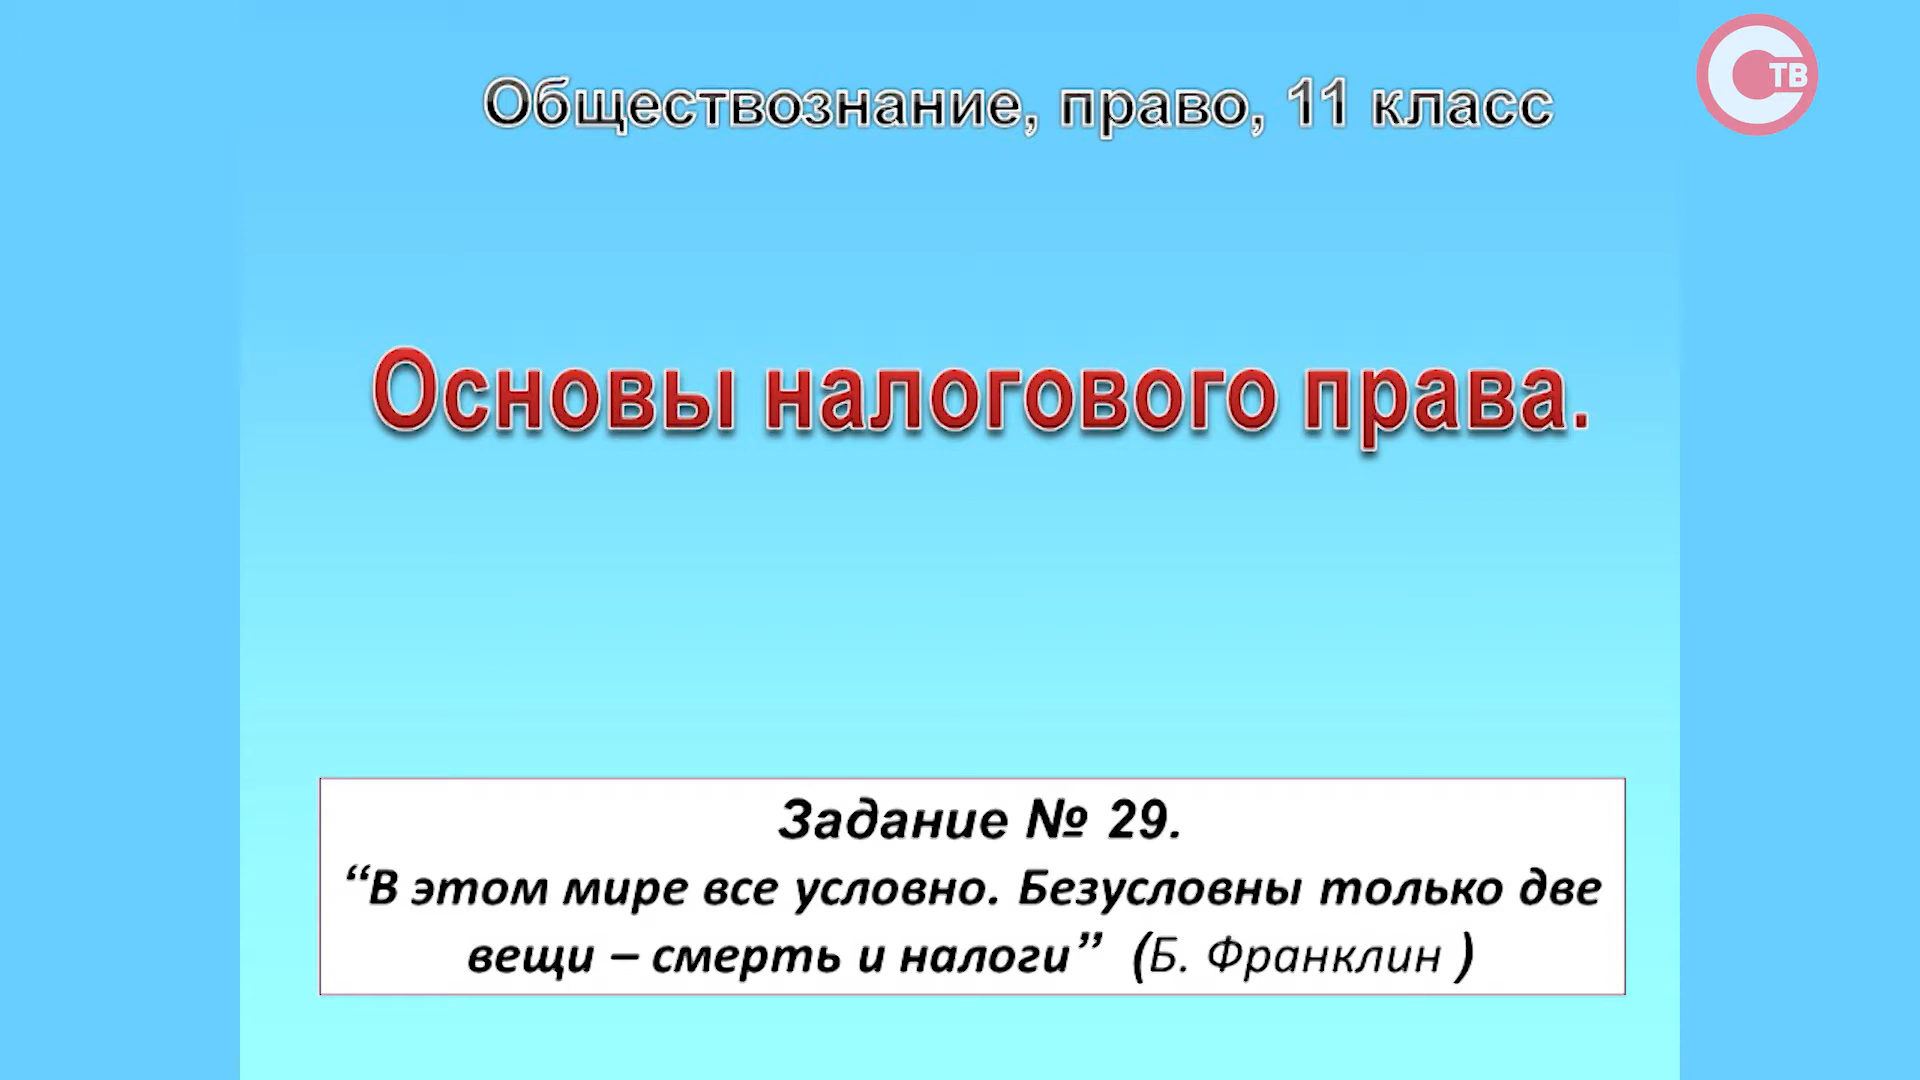 Обществознание, право, 11 класс
ТВ
Основы налогового права.
Задание № 29.
“В этом мире все условно. Безусловны только две
вещи – смерть и налоги” (Б. Франклин )